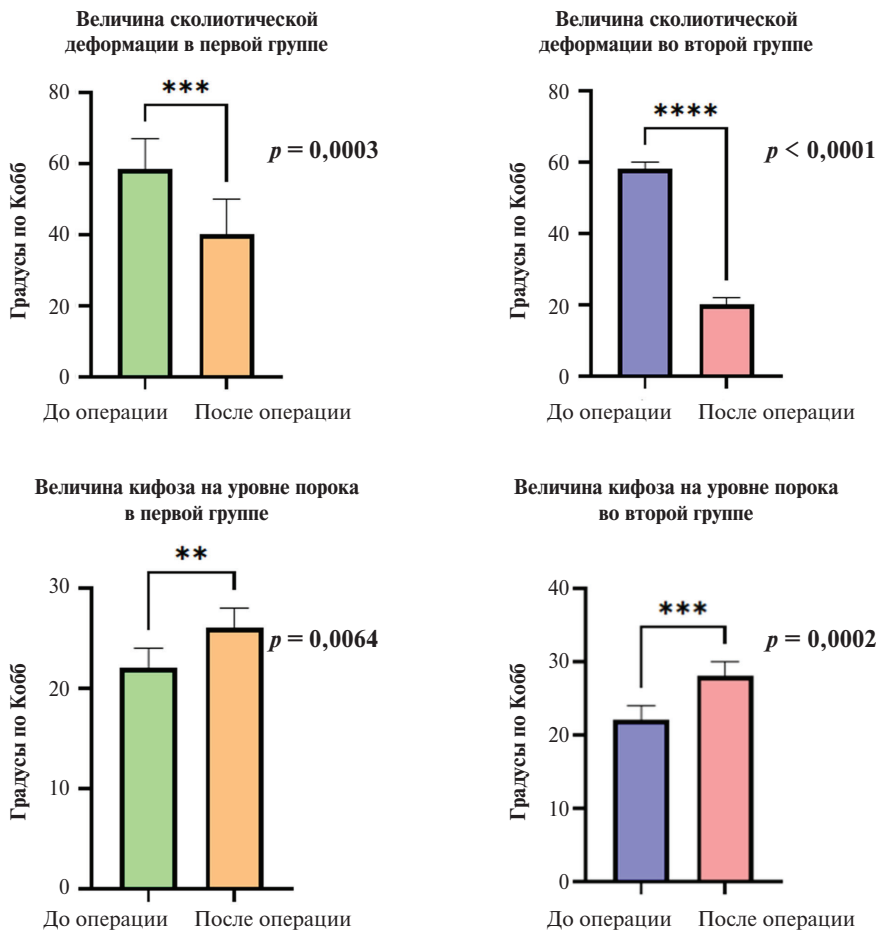 Величина сколиотической
деформации в первой группе
80
60
40
20
0
Градусы по Кобб
***
p = 0,0003
До операции После операции
Величина сколиотической
деформации во второй группе
80
60
40
20
0
Градусы по Кобб
****
p < 0,0001
До операции После операции
Величина кифоза на уровне порока
в первой группе
30
20
10
0
Градусы по Кобб
**
p = 0,0064
До операции После операции
Величина кифоза на уровне порока
во второй группе
40
30
20
10
0
Градусы по Кобб
***
p = 0,0002
До операции После операции